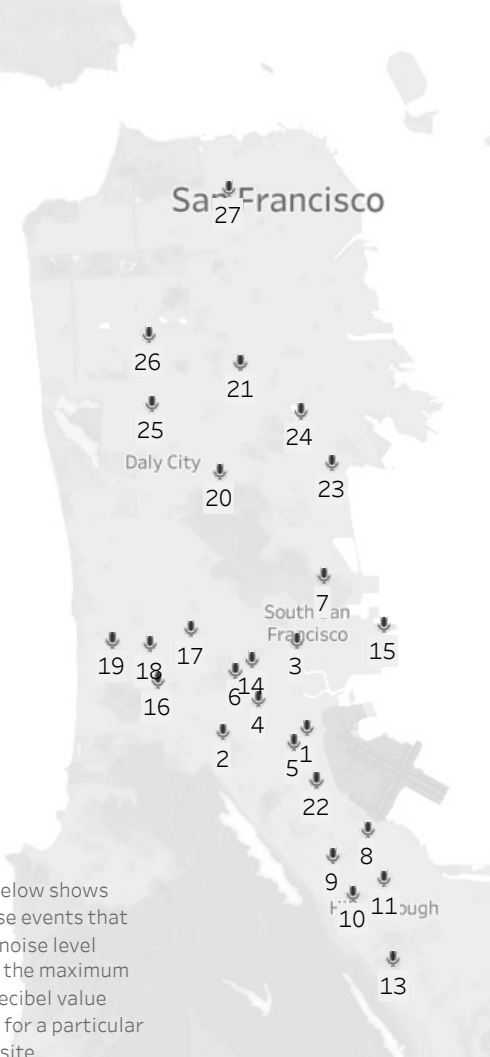 San Francisco
27
26
21
25
24
Daly City
20
23
7
South San
Francisco
15
19
18
17
3
16
6
14
4
2
5
1
22
8
9
11
10
13
elow shows
se events that
noise level
the maximum
ecibel value
for a particular
site